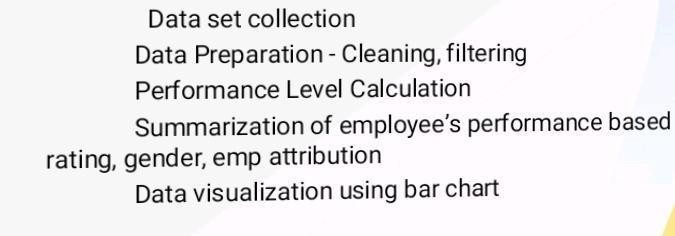 Data set collection
Data Preparation - Cleaning, filtering
Performance Level Calculation
Summarization of employee's performance based
rating, gender, emp attribution
Data visualization using bar chart